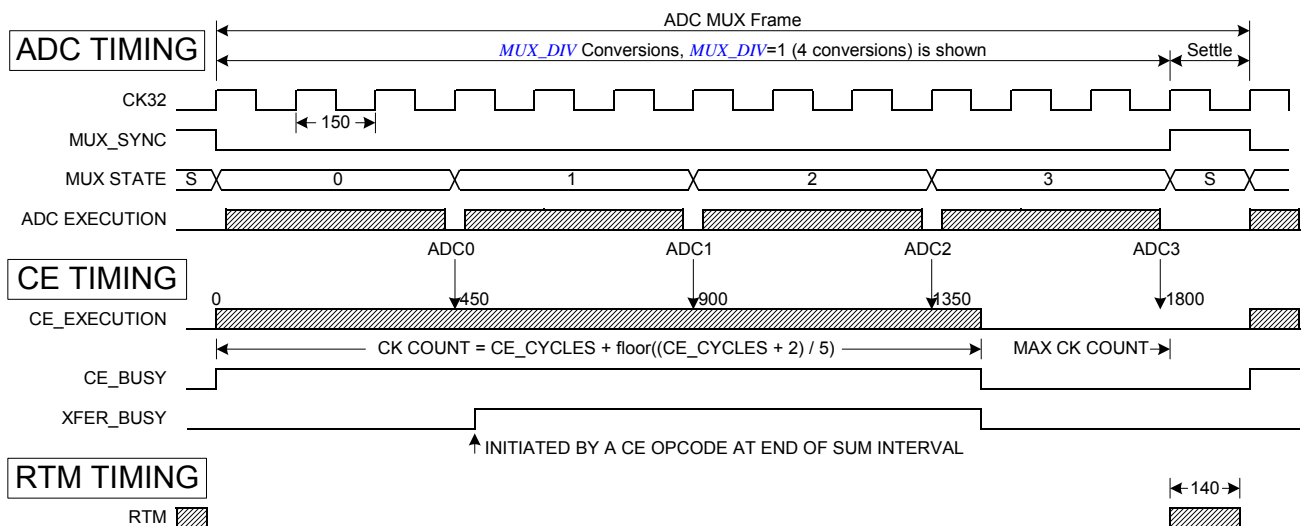 ADC MUX Frame
ADC TIMING
MUX_DIV Conversions, MUX_DIV=1 (4 conversions) is shown
Settle
CK32
150
MUX_SYNC
MUX STATE
S
0
1
2
3
S
ADC EXECUTION
ADC0
ADC1
ADC2
ADC3
CE TIMING
0
450
900
1350
1800
CE_EXECUTION
CK COUNT = CE_CYCLES + floor((CE_CYCLES + 2) / 5)
MAX CK COUNT
CE_BUSY
XFER_BUSY
INITIATED BY A CE OPCODE AT END OF SUM INTERVAL
RTM TIMING
140
RTM